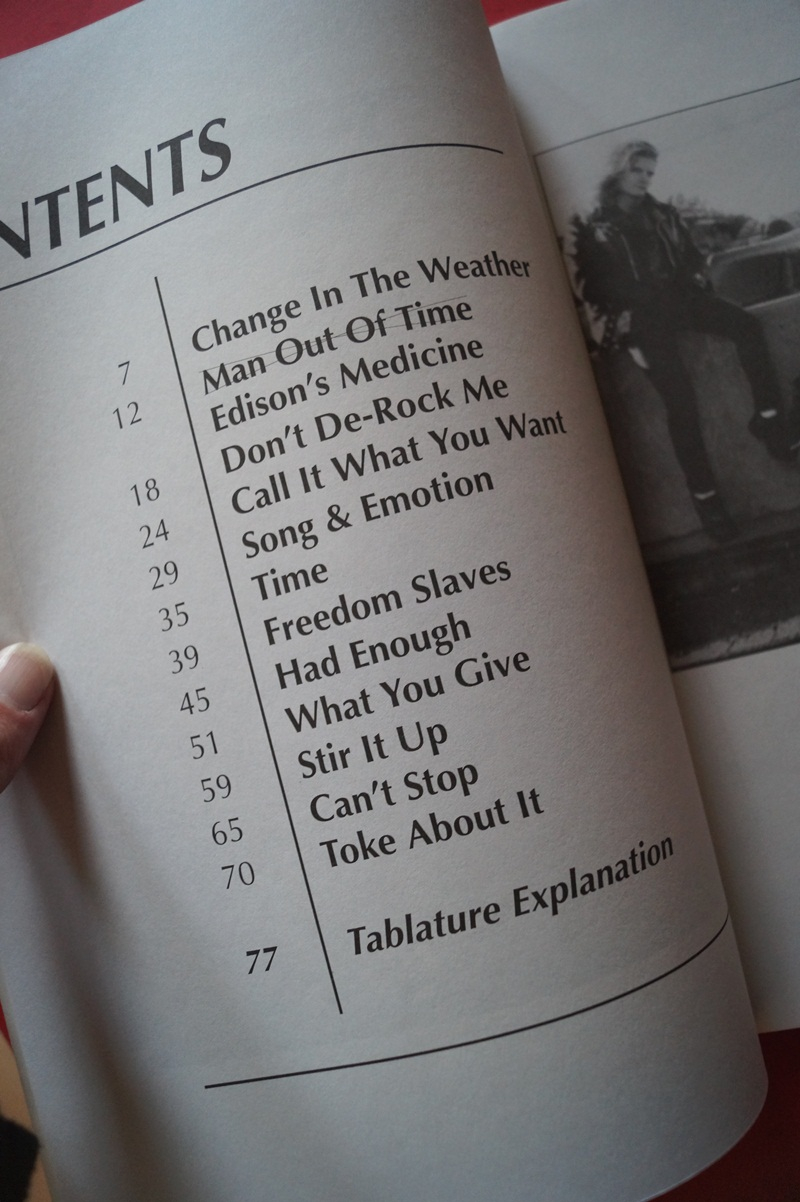 NTENTS
7 Change In The Weather
12 Man Out Of Time
Edison's Medicine
18 Don't De-Rock Me
24 Call It What You Want
29 Song & Emotion
35 Time
39 Freedom Slaves
45 Had Enough
51 What You Give
59 Stir It Up
65 Can't Stop
70 Toke About It
77 Tablature Explanation